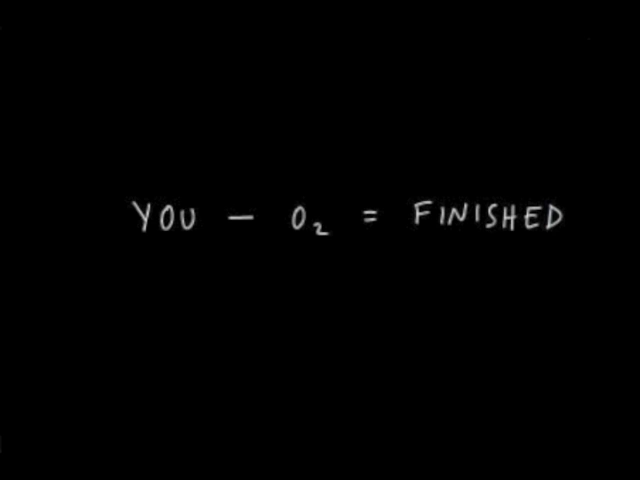 YOU – O₂ = FINISHED